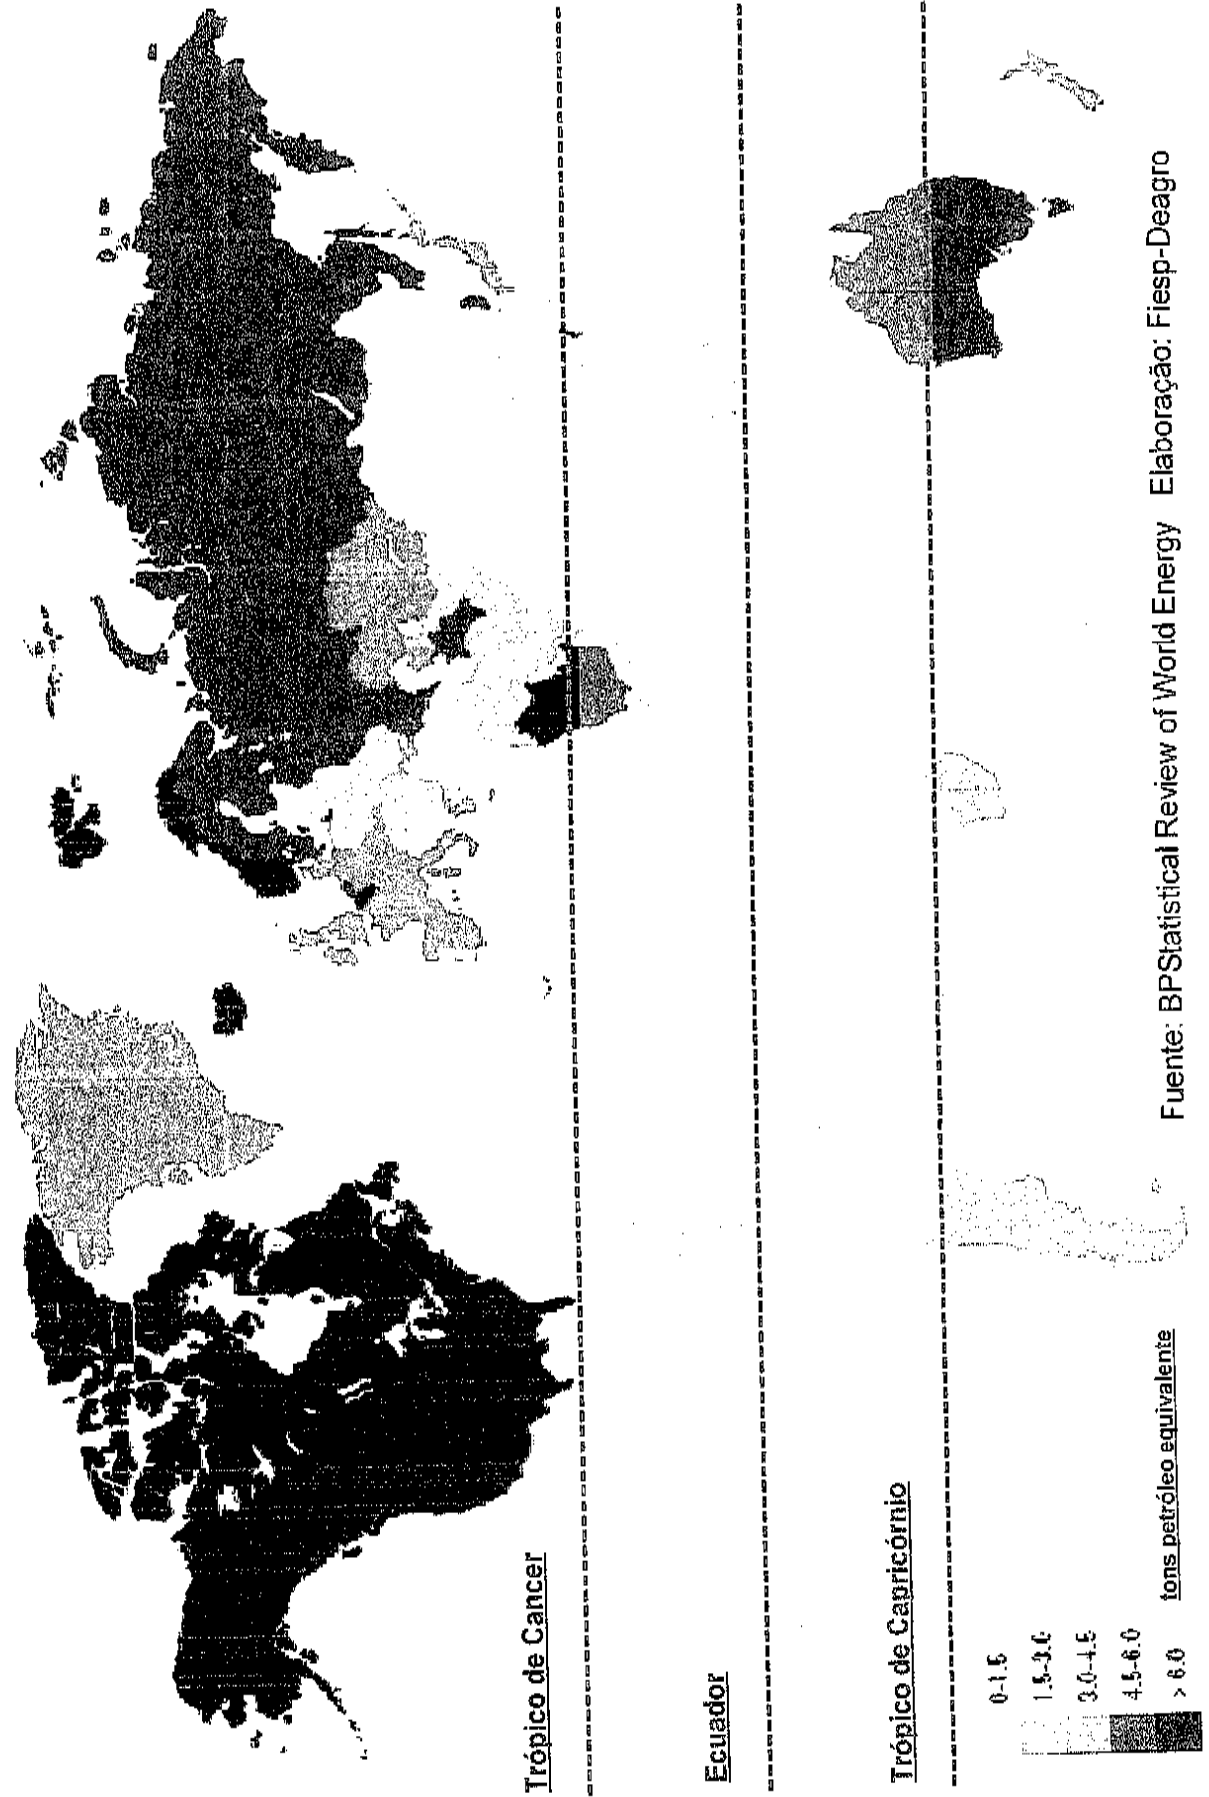 Trópico de Cancer
Ecuador
Trópico de Capricórnio
0-1.5
1.5-3.0
3.0-4.5
4.5-6.0
> 6.0
tons petróleo equivalente
Fuente: BPStatistical Review of World Energy Elaboração: Fiesp-Deagro